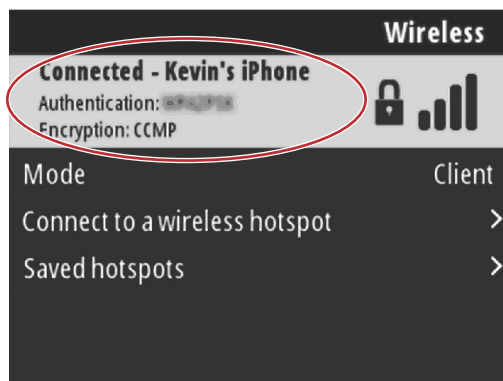 Wireless
Connected - Kevin's iPhone
Authentication:
Encryption: CCMP
Mode Client
Connect to a wireless hotspot >
Saved hotspots >